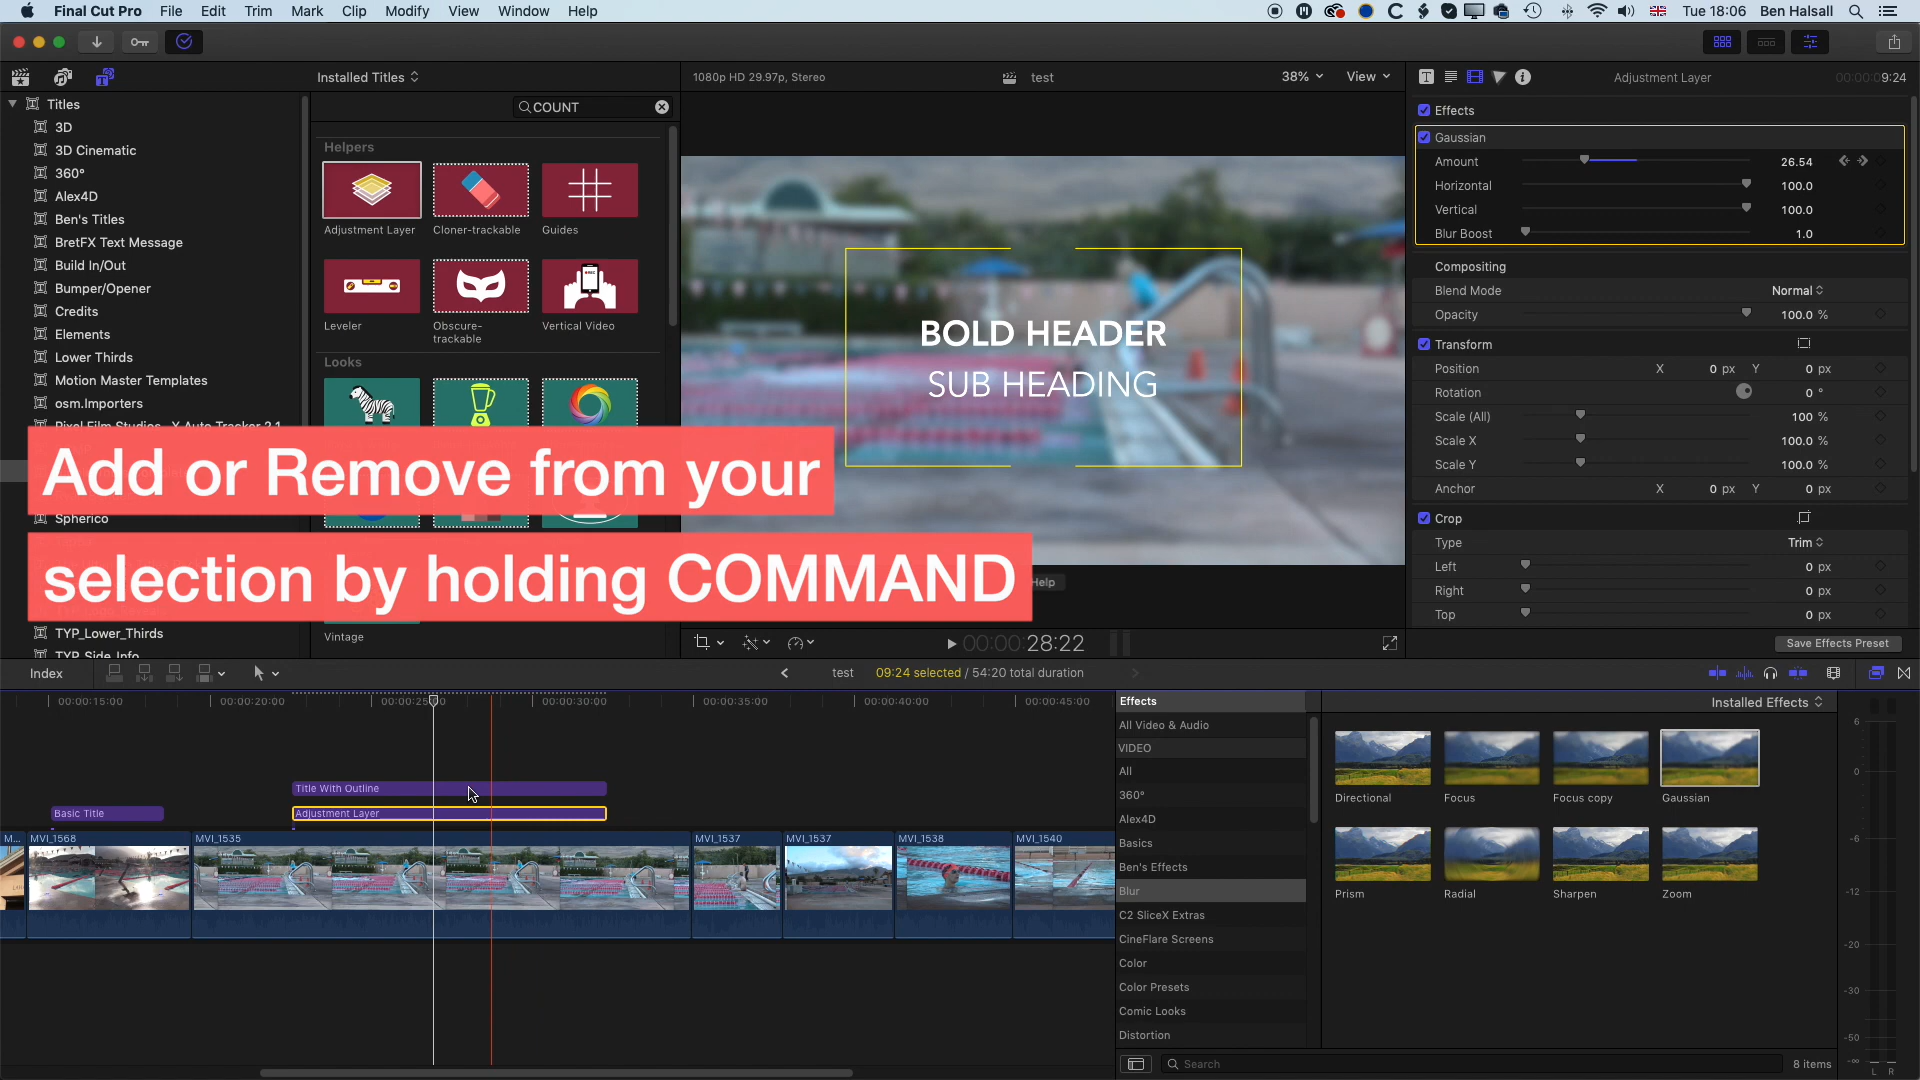 Final Cut Pro File Edit Trim Mark Clip Modify View Window Help Tue 18:06 Ben Halsall
Installed Titles 1080p HD 29.97p, Stereo test 38% View Adjustment Layer 00:00:09:24
COUNT
Titles
3D
3D Cinematic
360°
Alex4D
Ben's Titles
BretFX Text Message
Build In/Out
Bumper/Opener
Credits
Elements
Lower Thirds
Motion Master Templates
osm.Importers
Pixel Film Studios - X Auto Tracker 2.1
Spherico
TYP_Lower_Thirds
TYP_Side_Info
Helpers
Adjustment Layer Cloner-trackable Guides
Leveler Obscure-trackable Vertical Video
Looks
Vintage
BOLD HEADER
SUB HEADING
Help
Add or Remove from your
selection by holding COMMAND
00:00:28:22
Effects
Gaussian
Amount 26.54
Horizontal 100.0
Vertical 100.0
Blur Boost 1.0
Compositing
Blend Mode Normal
Opacity 100.0 %
Transform
Position X 0 px Y 0 px
Rotation 0 °
Scale (All) 100 %
Scale X 100.0 %
Scale Y 100.0 %
Anchor X 0 px Y 0 px
Crop
Type Trim
Left 0 px
Right 0 px
Top 0 px
Save Effects Preset
Index test 09:24 selected / 54:20 total duration
00:00:15:00 00:00:20:00 00:00:25:00 00:00:30:00 00:00:35:00 00:00:40:00 00:00:45:00
Title With Outline
Basic Title Adjustment Layer
M... MVI_1568 MVI_1535 MVI_1537 MVI_1537 MVI_1538 MVI_1540
Effects
All Video & Audio
VIDEO
All
360°
Alex4D
Basics
Ben's Effects
Blur
C2 SliceX Extras
CineFlare Screens
Color
Color Presets
Comic Looks
Distortion
Installed Effects
Directional Focus Focus copy Gaussian
Prism Radial Sharpen Zoom
Search 8 items
6
0
-6
-12
-20
-30
-50
-∞
L R